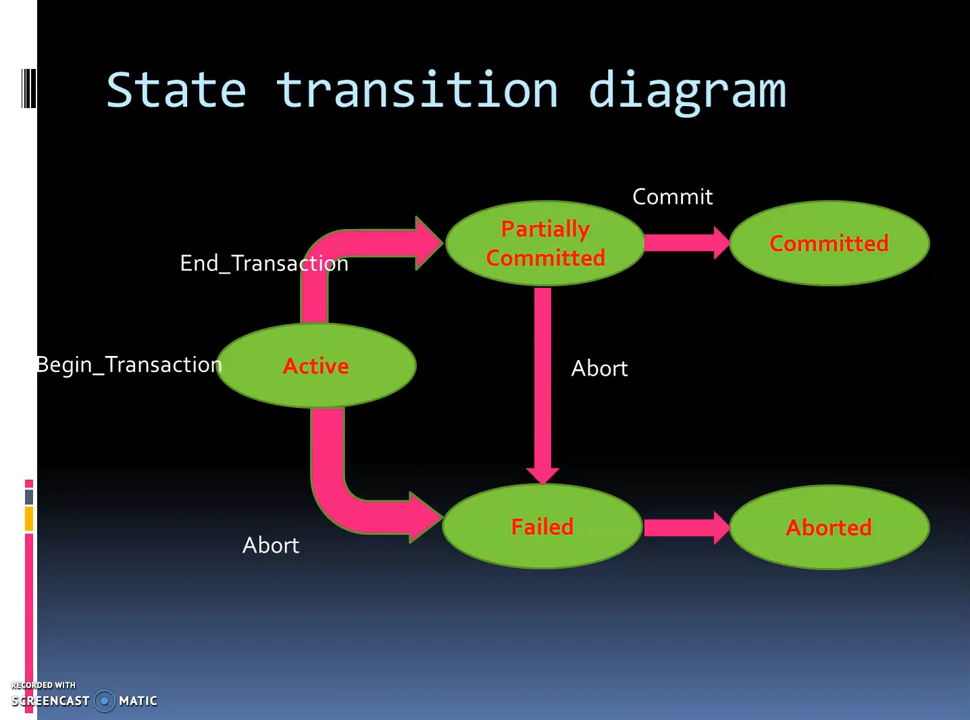 State transition diagram
Commit
Partially
Committed
Committed
End_Transaction
Begin_Transaction
Active
Abort
Failed
Aborted
Abort
RECORDED WITH
SCREENCAST MATIC